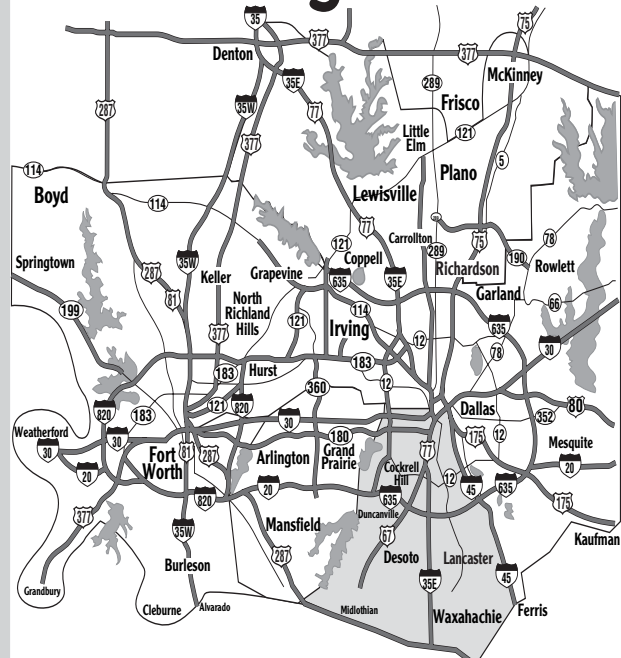 35
75
377
377
Denton
McKinney
35E
289
Frisco
287
35W
77
Little
Elm
121
377
5
Plano
114
Boyd
114
Lewisville
77
75
78
121
Carrollton
289
Springtown
35W
Coppell
190
Rowlett
287
Keller
Grapevine
635
35E
Richardson
81
North
Richland
Hills
114
Garland
66
199
121
Irving
635
377
12
78
30
Hurst
183
183
360
12
820
183
121
820
Dallas
80
352
30
Weatherford
30
30
180
175
12
Mesquite
Fort
Worth
81
287
Arlington
Grand
Prairie
77
20
Cockrell
Hill
12
20
820
20
635
45
635
175
377
Duncanville
35W
Mansfield
67
Kaufman
287
Desoto
Lancaster
Burleson
35E
45
Grandbury
Cleburne
Alvarado
Midlothian
Waxahachie
Ferris